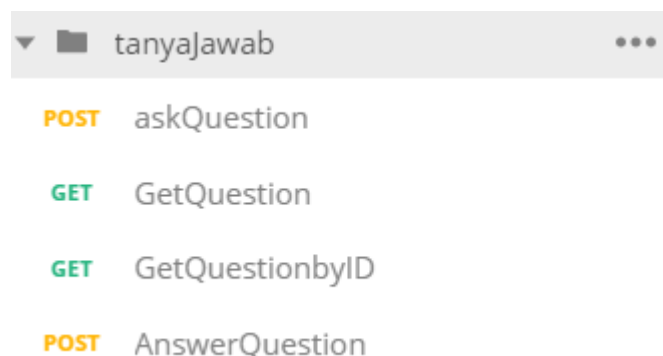 tanyaJawab
POST askQuestion
GET GetQuestion
GET GetQuestionbyID
POST AnswerQuestion